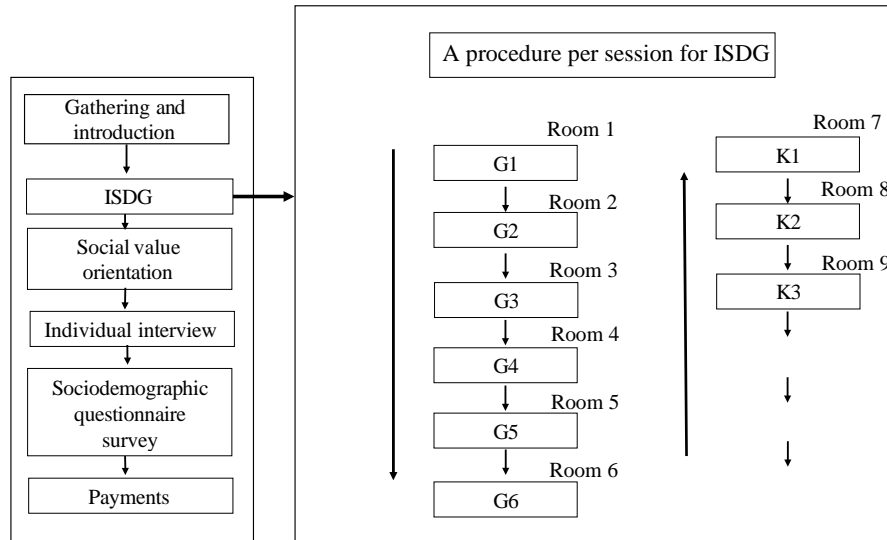 A procedure per session for ISDG
Gathering and
introduction
ISDG
Social value
orientation
Individual interview
Sociodemographic
questionnaire
survey
Payments
Room 1
G1
Room 2
G2
Room 3
G3
Room 4
G4
Room 5
G5
Room 6
G6
Room 7
K1
Room 8
K2
Room 9
K3